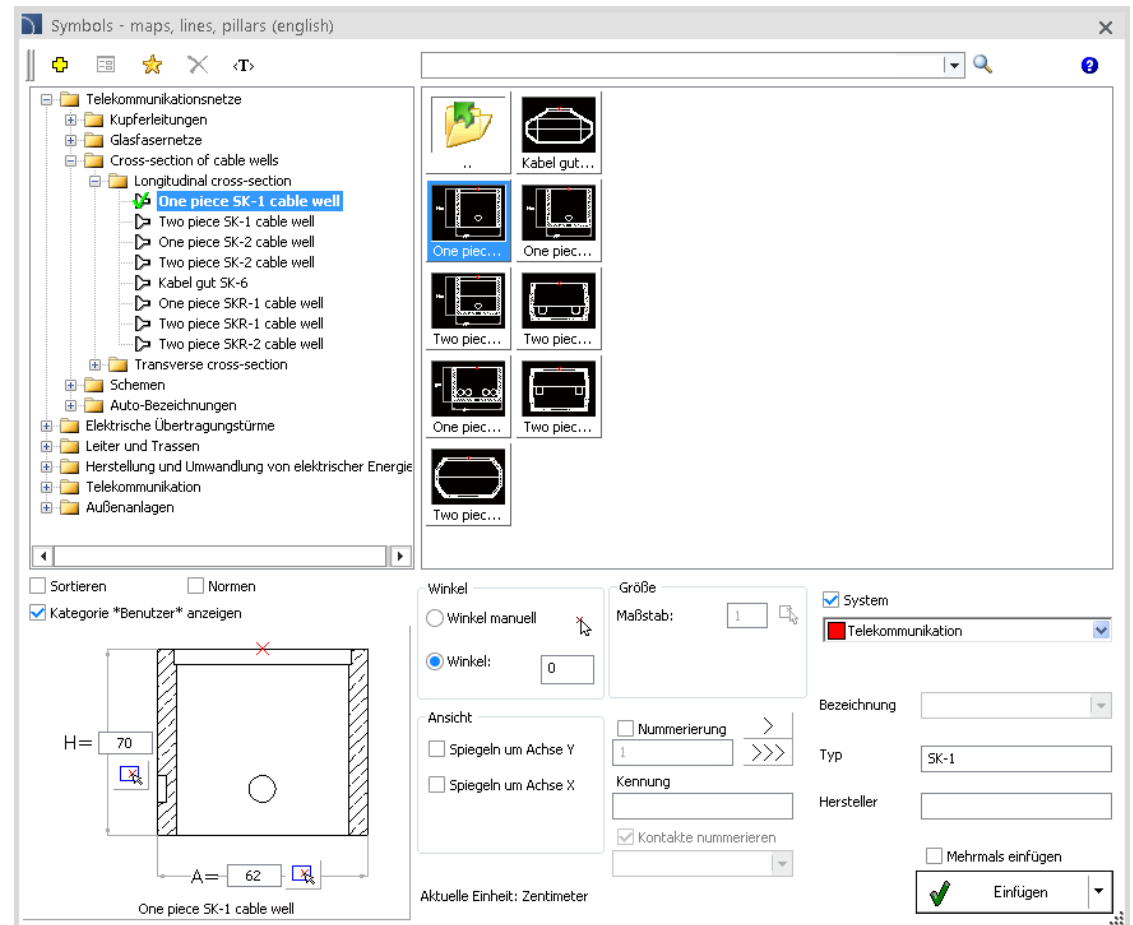 Symbols - maps, lines, pillars (english)
<T>
Telekommunikationsnetze
Kupferleitungen
Glasfasernetze
Cross-section of cable wells
Longitudinal cross-section
One piece SK-1 cable well
Two piece SK-1 cable well
One piece SK-2 cable well
Two piece SK-2 cable well
Kabel gut SK-6
One piece SKR-1 cable well
Two piece SKR-1 cable well
Two piece SKR-2 cable well
Transverse cross-section
Schemen
Auto-Bezeichnungen
Elektrische Übertragungstürme
Leiter und Trassen
Herstellung und Umwandlung von elektrischer Energie
Telekommunikation
Außenanlagen
..
Kabel gut...
One piec...
One piec...
Two piec...
Two piec...
One piec...
Two piec...
Two piec...
Sortieren
Normen
Kategorie *Benutzer* anzeigen
H= 70
A= 62
One piece SK-1 cable well
Winkel
Winkel manuell
Winkel: 0
Größe
Maßstab: 1
Ansicht
Spiegeln um Achse Y
Spiegeln um Achse X
Nummerierung >
1 >>>
Kennung
Kontakte nummerieren
Aktuelle Einheit: Zentimeter
System
Telekommunikation
Bezeichnung
Typ SK-1
Hersteller
Mehrmals einfügen
Einfügen